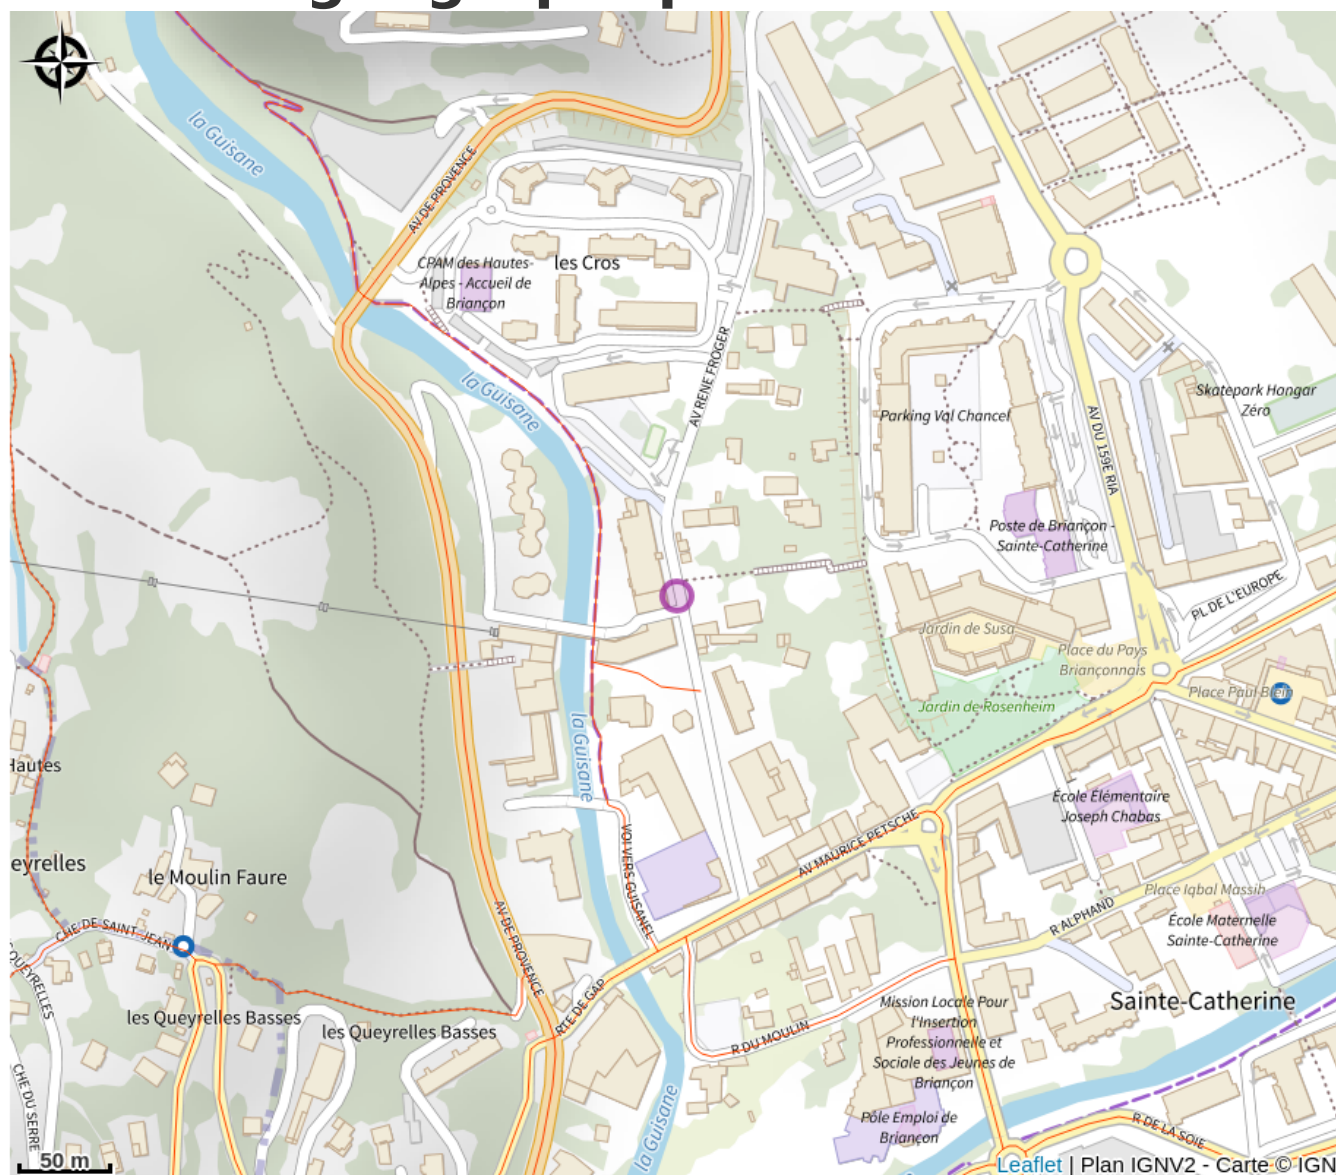 la Guisane
AV DE PROVENCE
CPAM des Hautes-
Alpes - Accueil de
Briançon
les Cros
AV RENE FROGER
la Guisane
Parking Val Chancel
Skatepark Hongar
Zéro
AV DU 159E RIA
Poste de Briançon -
Sainte-Catherine
PL DE L'EUROPE
Jardin de Susa
Place du Pays
Briançonnais
Place Paul Blein
Jardin de Rosenheim
la Guisane
Hautes
École Elémentaire
Joseph Chabas
AV MAURICE PETSCHE
VOI VERS GUISANEL
eyrelles
le Moulin Faure
Place Iqbal Massih
R ALPHAND
École Maternelle
Sainte-Catherine
CHE DE SAINT-JEAN
QUEYRELLES
AV DE PROVENCE
RTE DE GAP
Sainte-Catherine
les Queyrelles Basses
les Queyrelles Basses
R DU MOULIN
Mission Locale Pour
l'Insertion
Professionnelle et
Sociale des Jeunes de
Briançon
CHE DU SERRE
la Guisane
Pôle Emploi de
Briançon
R DE LA SOIE
50 m
Leaflet | Plan IGNV2 - Carte © IGN